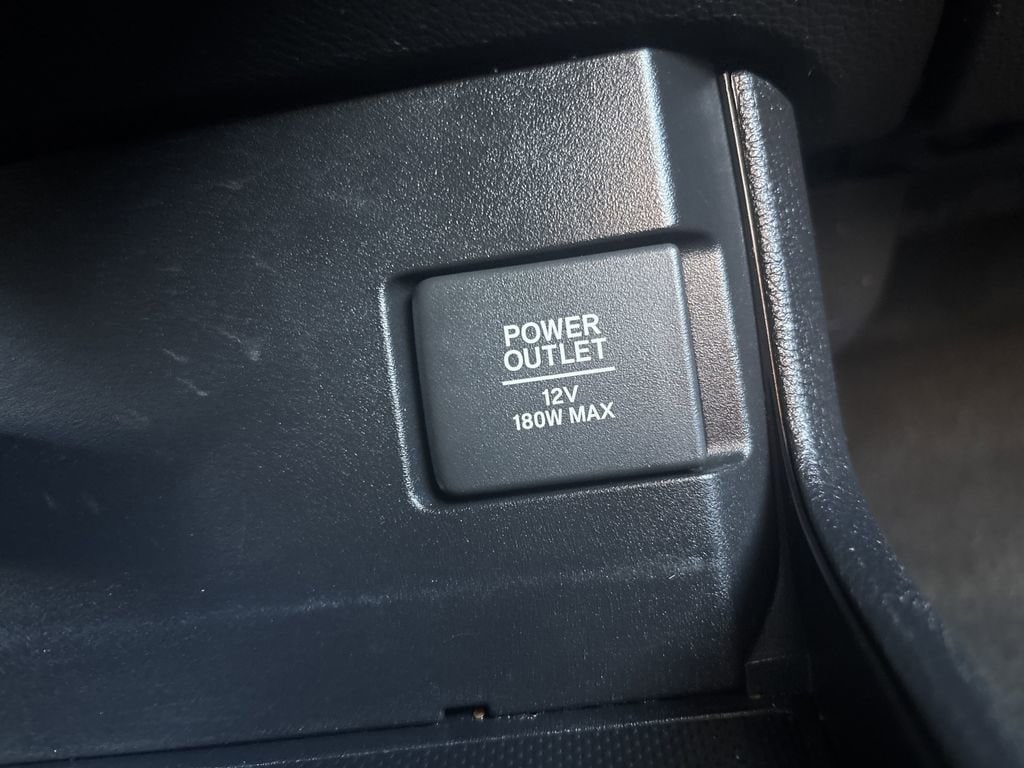 POWER
OUTLET
12V
180W MAX